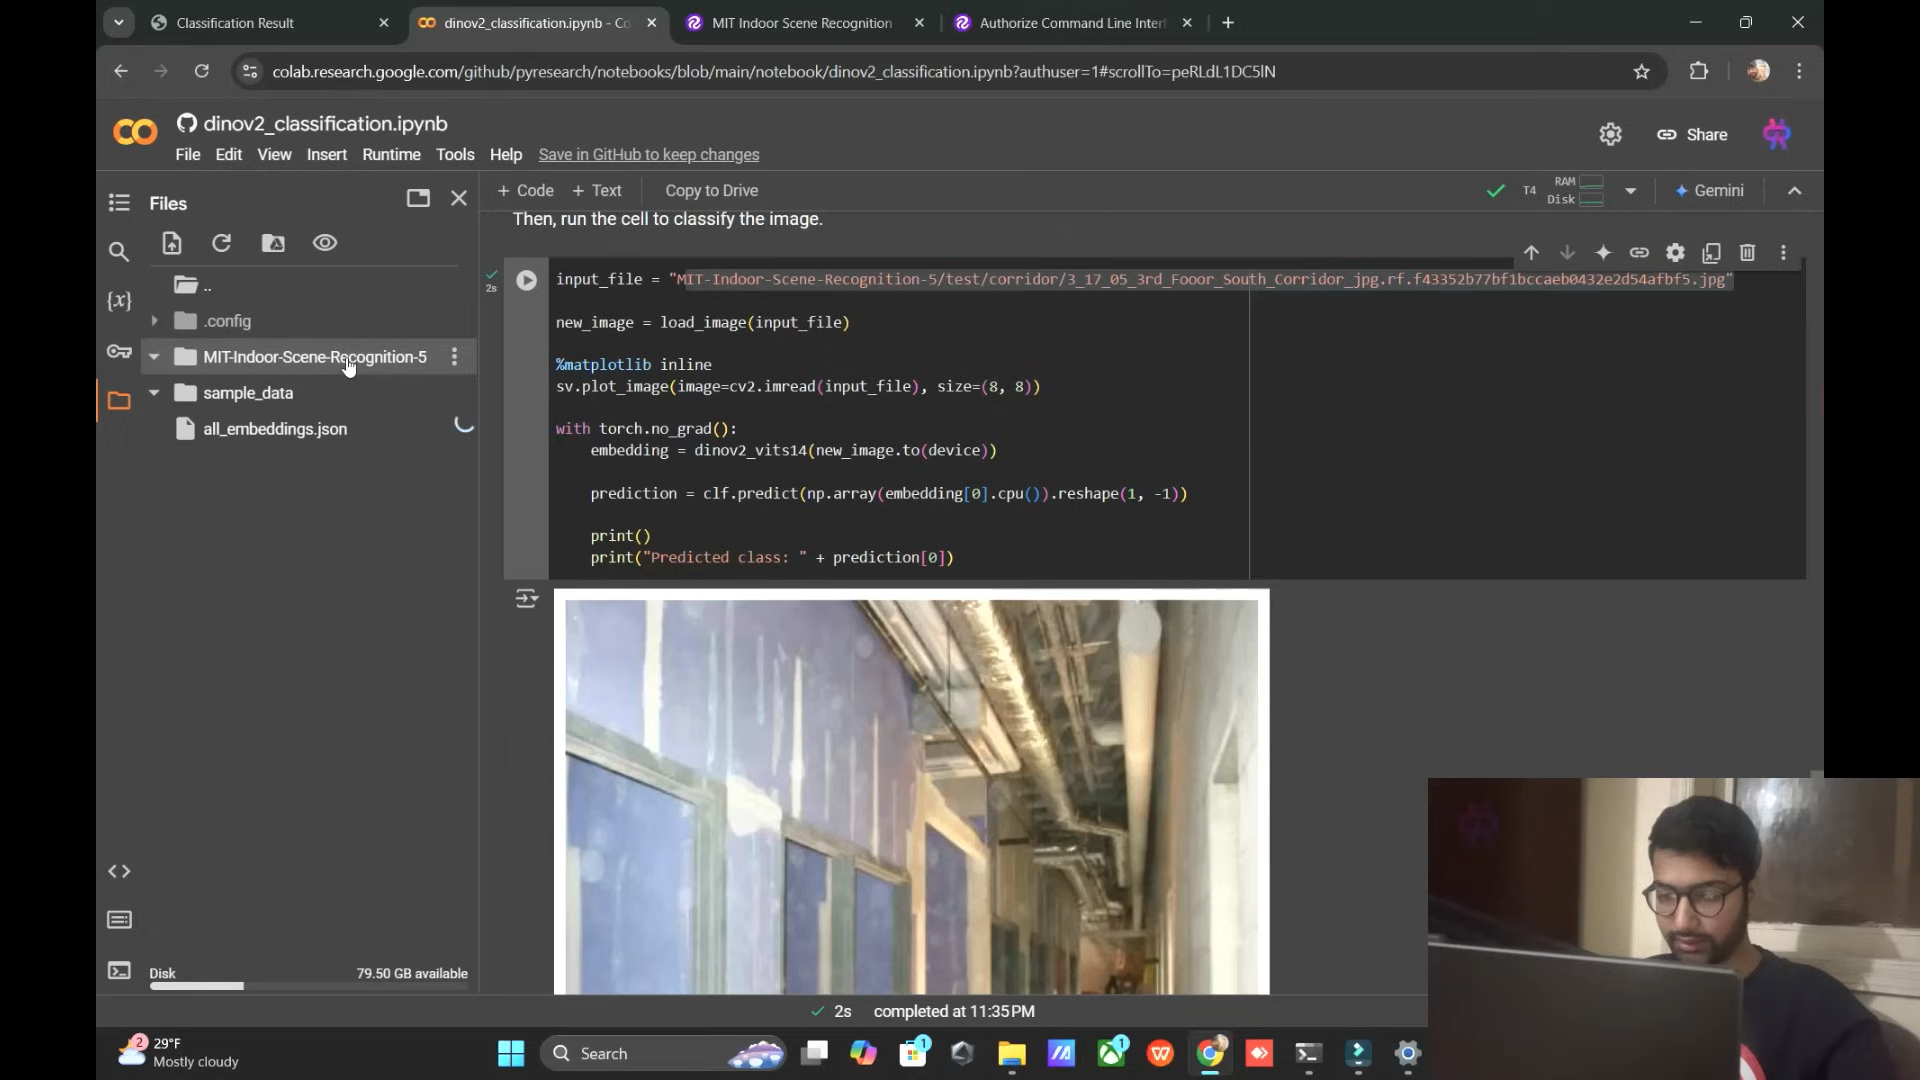 Classification Result
dinov2_classification.ipynb - Co
MIT Indoor Scene Recognition
Authorize Command Line Interf
colab.research.google.com/github/pyresearch/notebooks/blob/main/notebook/dinov2_classification.ipynb?authuser=1#scrollTo=peRLdL1DC5lN
dinov2_classification.ipynb
File Edit View Insert Runtime Tools Help Save in GitHub to keep changes
Share
Files
+ Code + Text Copy to Drive
T4 RAM Disk Gemini
Then, run the cell to classify the image.
..
.config
MIT-Indoor-Scene-Recognition-5
sample_data
all_embeddings.json
2s
input_file = "MIT-Indoor-Scene-Recognition-5/test/corridor/3_17_05_3rd_Fooor_South_Corridor_jpg.rf.f43352b77bf1bccaeb0432e2d54afbf5.jpg"
new_image = load_image(input_file)
%matplotlib inline
sv.plot_image(image=cv2.imread(input_file), size=(8, 8))
with torch.no_grad():
embedding = dinov2_vits14(new_image.to(device))
prediction = clf.predict(np.array(embedding[0].cpu()).reshape(1, -1))
print()
print("Predicted class: " + prediction[0])
Disk 79.50 GB available
2s completed at 11:35 PM
2
29°F
Mostly cloudy
Search
1
1